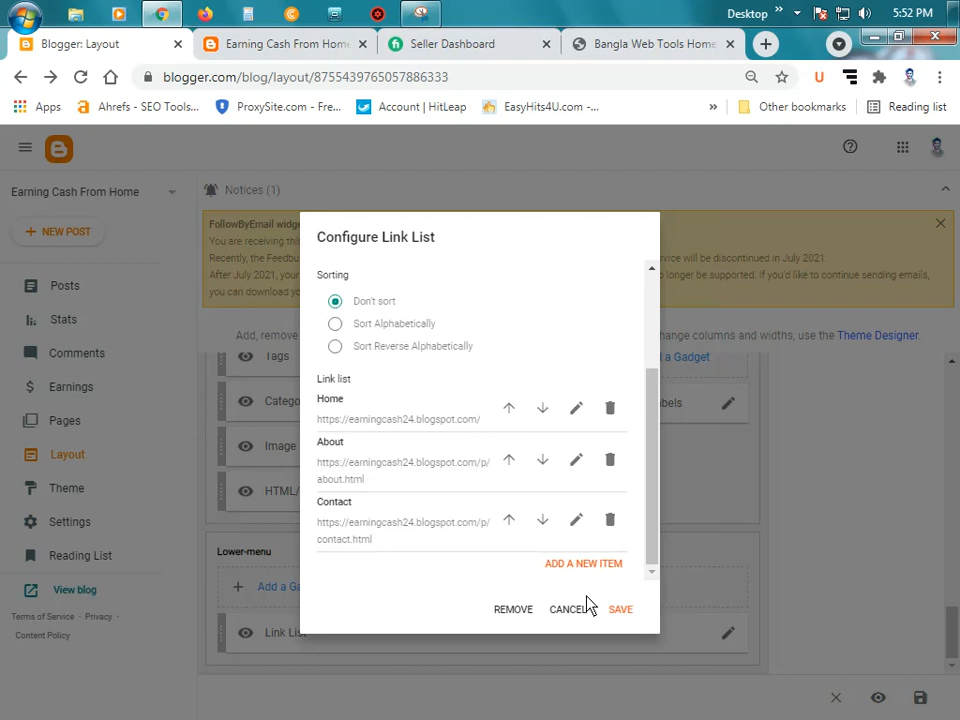 Desktop » 5:52 PM
Blogger: Layout Earning Cash From Home Seller Dashboard Bangla Web Tools Home
blogger.com/blog/layout/8755439765057886333
Apps Ahrefs - SEO Tools... ProxySite.com - Fre... Account | HitLeap EasyHits4U.com -... » Other bookmarks Reading list
Earning Cash From Home
Notices (1)
NEW POST
FollowByEmail widg
You are receiving this
Recently, the Feedbu
After July 2021, your
you can download yo
vice will be discontinued in July 2021.
o longer be supported. If you'd like to continue sending emails,
Add, remove
hange columns and widths, use the Theme Designer.
Posts
Stats
Comments
Earnings
Pages
Layout
Theme
Settings
Reading List
View blog
Terms of Service · Privacy ·
Content Policy
Tags
d a Gadget
Catego
abels
Image
HTML/
Lower-menu
Add a Ga
Link Lis
Configure Link List
Sorting
Don't sort
Sort Alphabetically
Sort Reverse Alphabetically
Link list
Home
https://earningcash24.blogspot.com/
About
https://earningcash24.blogspot.com/p/
about.html
Contact
https://earningcash24.blogspot.com/p/
contact.html
ADD A NEW ITEM
REMOVE CANCEL SAVE